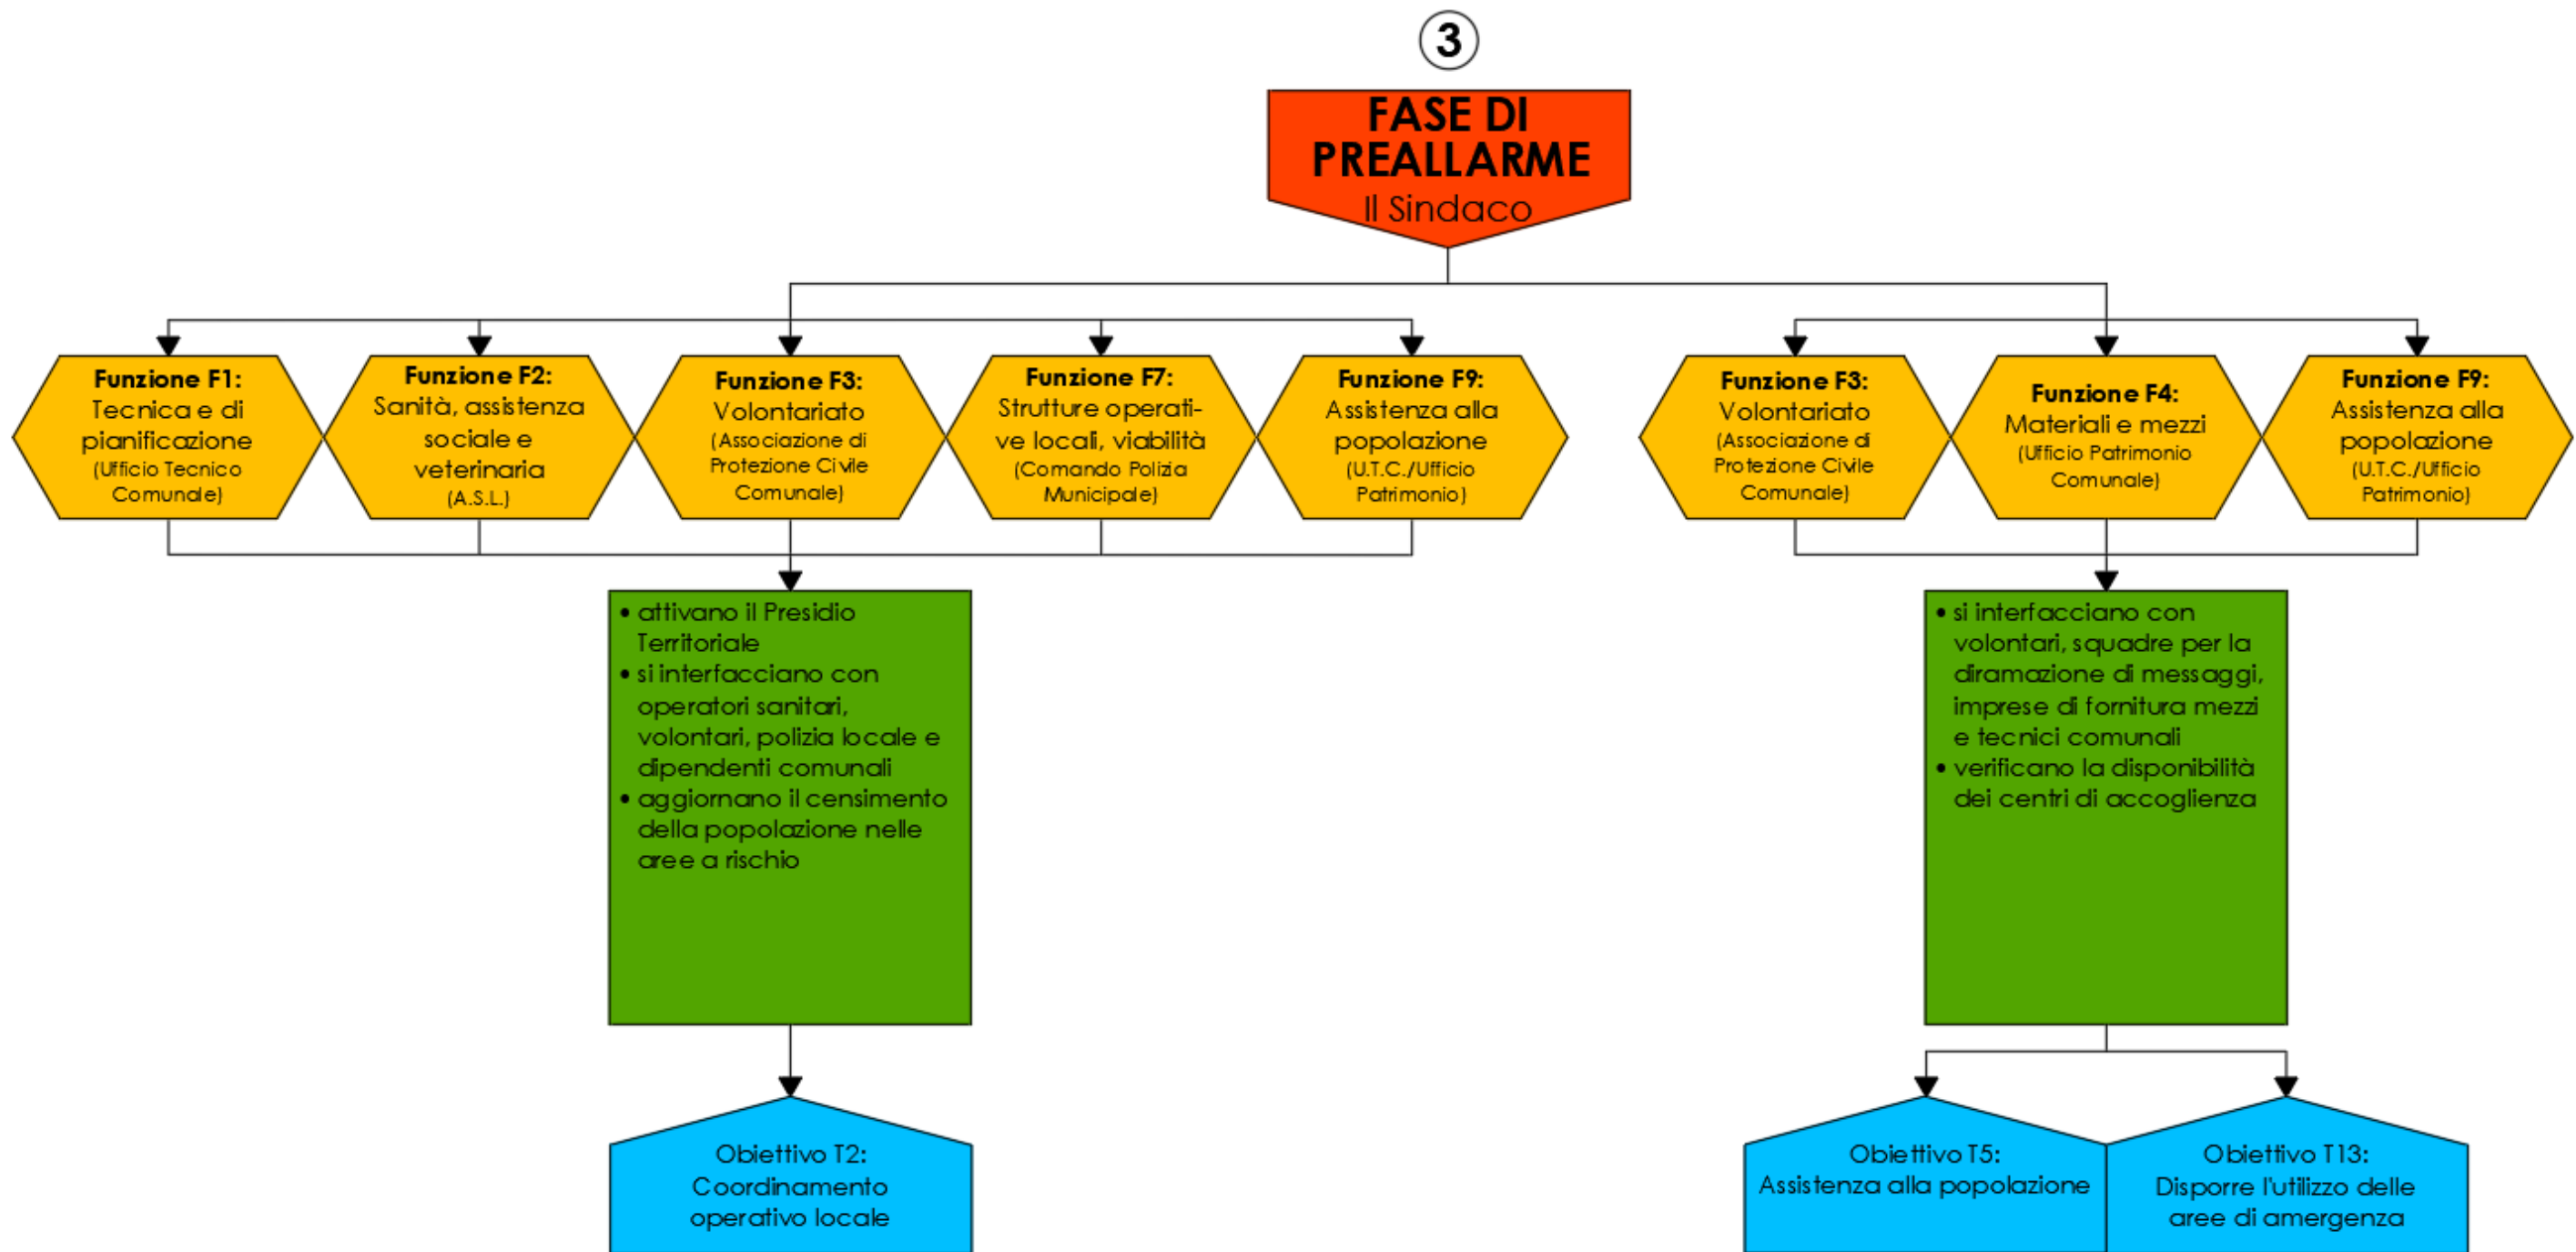 3
FASE DI
PREALLARME
Il Sindaco
Funzione F1:
Tecnica e di
pianificazione
(Ufficio Tecnico
Comunale)
Funzione F2:
Sanità, assistenza
sociale e
veterinaria
(A.S.L.)
Funzione F3:
Volontariato
(Associazione di
Protezione Civile
Comunale)
Funzione F7:
Strutture operati-
ve locali, viabilità
(Comando Polizia
Municipale)
Funzione F9:
Assistenza alla
popolazione
(U.T.C./Ufficio
Patrimonio)
Funzione F3:
Volontariato
(Associazione di
Protezione Civile
Comunale)
Funzione F4:
Materiali e mezzi
(Ufficio Patrimonio
Comunale)
Funzione F9:
Assistenza alla
popolazione
(U.T.C./Ufficio
Patrimonio)
• attivano il Presidio
Territoriale
• si interfacciano con
operatori sanitari,
volontari, polizia locale e
dipendenti comunali
• aggiornano il censimento
della popolazione nelle
aree a rischio
• si interfacciano con
volontari, squadre per la
diramazione di messaggi,
imprese di fornitura mezzi
e tecnici comunali
• verificano la disponibilità
dei centri di accoglienza
Obiettivo T2:
Coordinamento
operativo locale
Obiettivo T5:
Assistenza alla popolazione
Obiettivo T13:
Disporre l'utilizzo delle
aree di amergenza